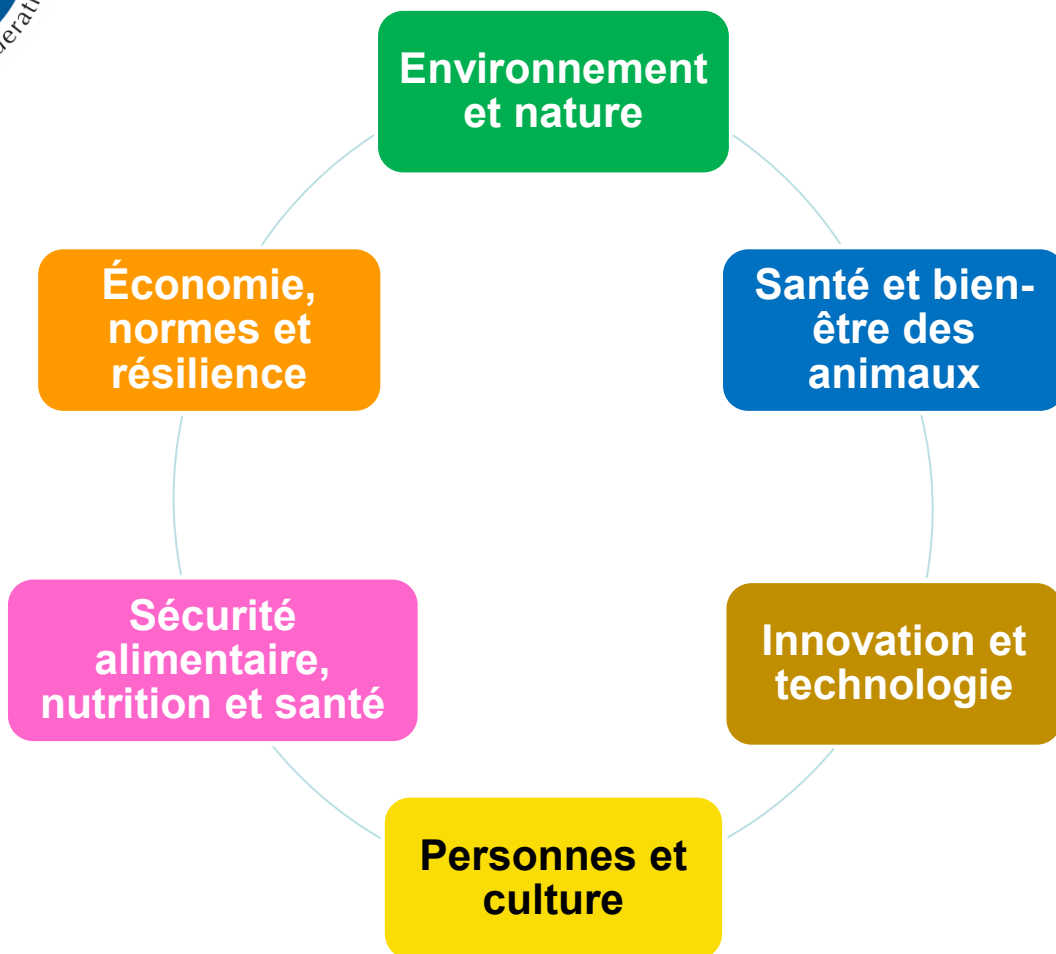 Environnement
et nature
Économie,
normes et
résilience
Santé et bien-
être des
animaux
Sécurité
alimentaire,
nutrition et santé
Innovation et
technologie
Personnes et
culture